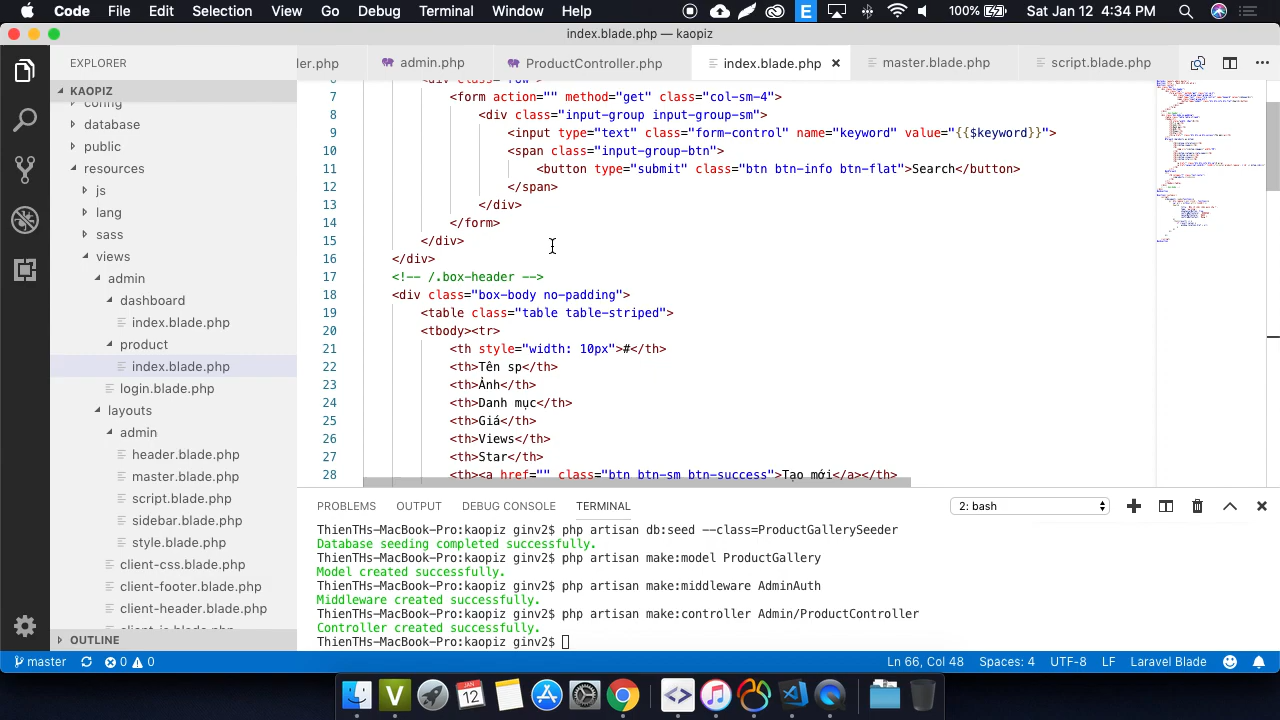 Code File Edit Selection View Go Debug Terminal Window Help 100% Sat Jan 12 4:34 PM
index.blade.php — kaopiz
EXPLORER
ler.php admin.php ProductController.php index.blade.php master.blade.php script.blade.php
KAOPIZ
config
database
public
resources
js
lang
sass
views
admin
dashboard
index.blade.php
product
index.blade.php
login.blade.php
layouts
admin
header.blade.php
master.blade.php
script.blade.php
sidebar.blade.php
style.blade.php
client-css.blade.php
client-footer.blade.php
client-header.blade.php
client-js.blade.php
OUTLINE
6 <div class="row">
7 <form action="" method="get" class="col-sm-4">
8 <div class="input-group input-group-sm">
9 <input type="text" class="form-control" name="keyword" value="{{$keyword}}">
10 <span class="input-group-btn">
11 <button type="submit" class="btn btn-info btn-flat">Search</button>
12 </span>
13 </div>
14 </form>
15 </div>
16 </div>
17 <!-- /.box-header -->
18 <div class="box-body no-padding">
19 <table class="table table-striped">
20 <tbody><tr>
21 <th style="width: 10px">#</th>
22 <th>Tên sp</th>
23 <th>Ảnh</th>
24 <th>Danh mục</th>
25 <th>Giá</th>
26 <th>Views</th>
27 <th>Star</th>
28 <th><a href="" class="btn btn-sm btn-success">Tạo mới</a></th>
PROBLEMS OUTPUT DEBUG CONSOLE TERMINAL 2: bash
ThienTHs-MacBook-Pro:kaopiz ginv2$ php artisan db:seed --class=ProductGallerySeeder
Database seeding completed successfully.
ThienTHs-MacBook-Pro:kaopiz ginv2$ php artisan make:model ProductGallery
Model created successfully.
ThienTHs-MacBook-Pro:kaopiz ginv2$ php artisan make:middleware AdminAuth
Middleware created successfully.
ThienTHs-MacBook-Pro:kaopiz ginv2$ php artisan make:controller Admin/ProductController
Controller created successfully.
ThienTHs-MacBook-Pro:kaopiz ginv2$
master 0 0 Ln 66, Col 48 Spaces: 4 UTF-8 LF Laravel Blade
JAN
12